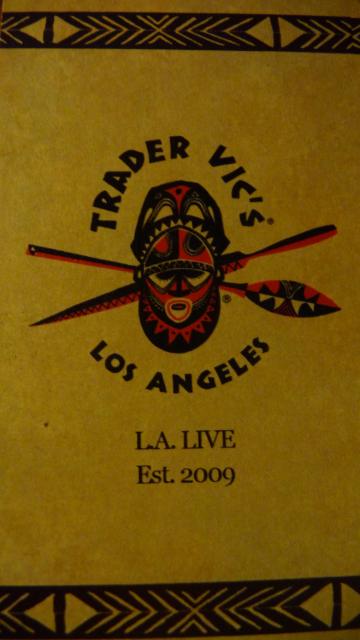 TRADER VIC'S®
®
LOS ANGELES
L.A. LIVE
Est. 2009